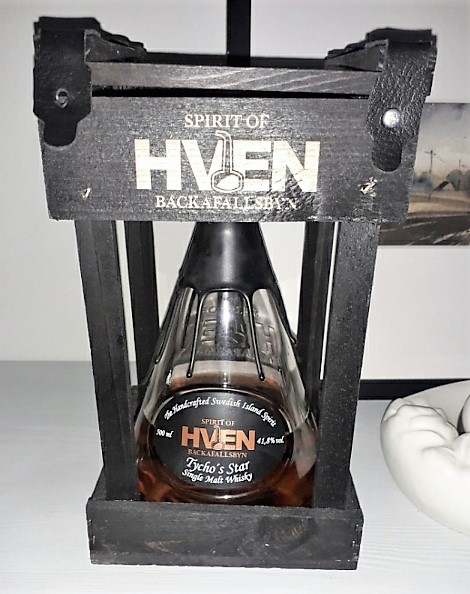 SPIRIT OF
HVEN
BACKAFALLSBYN
The Handcrafted Swedish Island Spirit
SPIRIT OF
500 ml HVEN 41,8% vol.
BACKAFALLSBYN
Tycho's Star
Single Malt Whisky